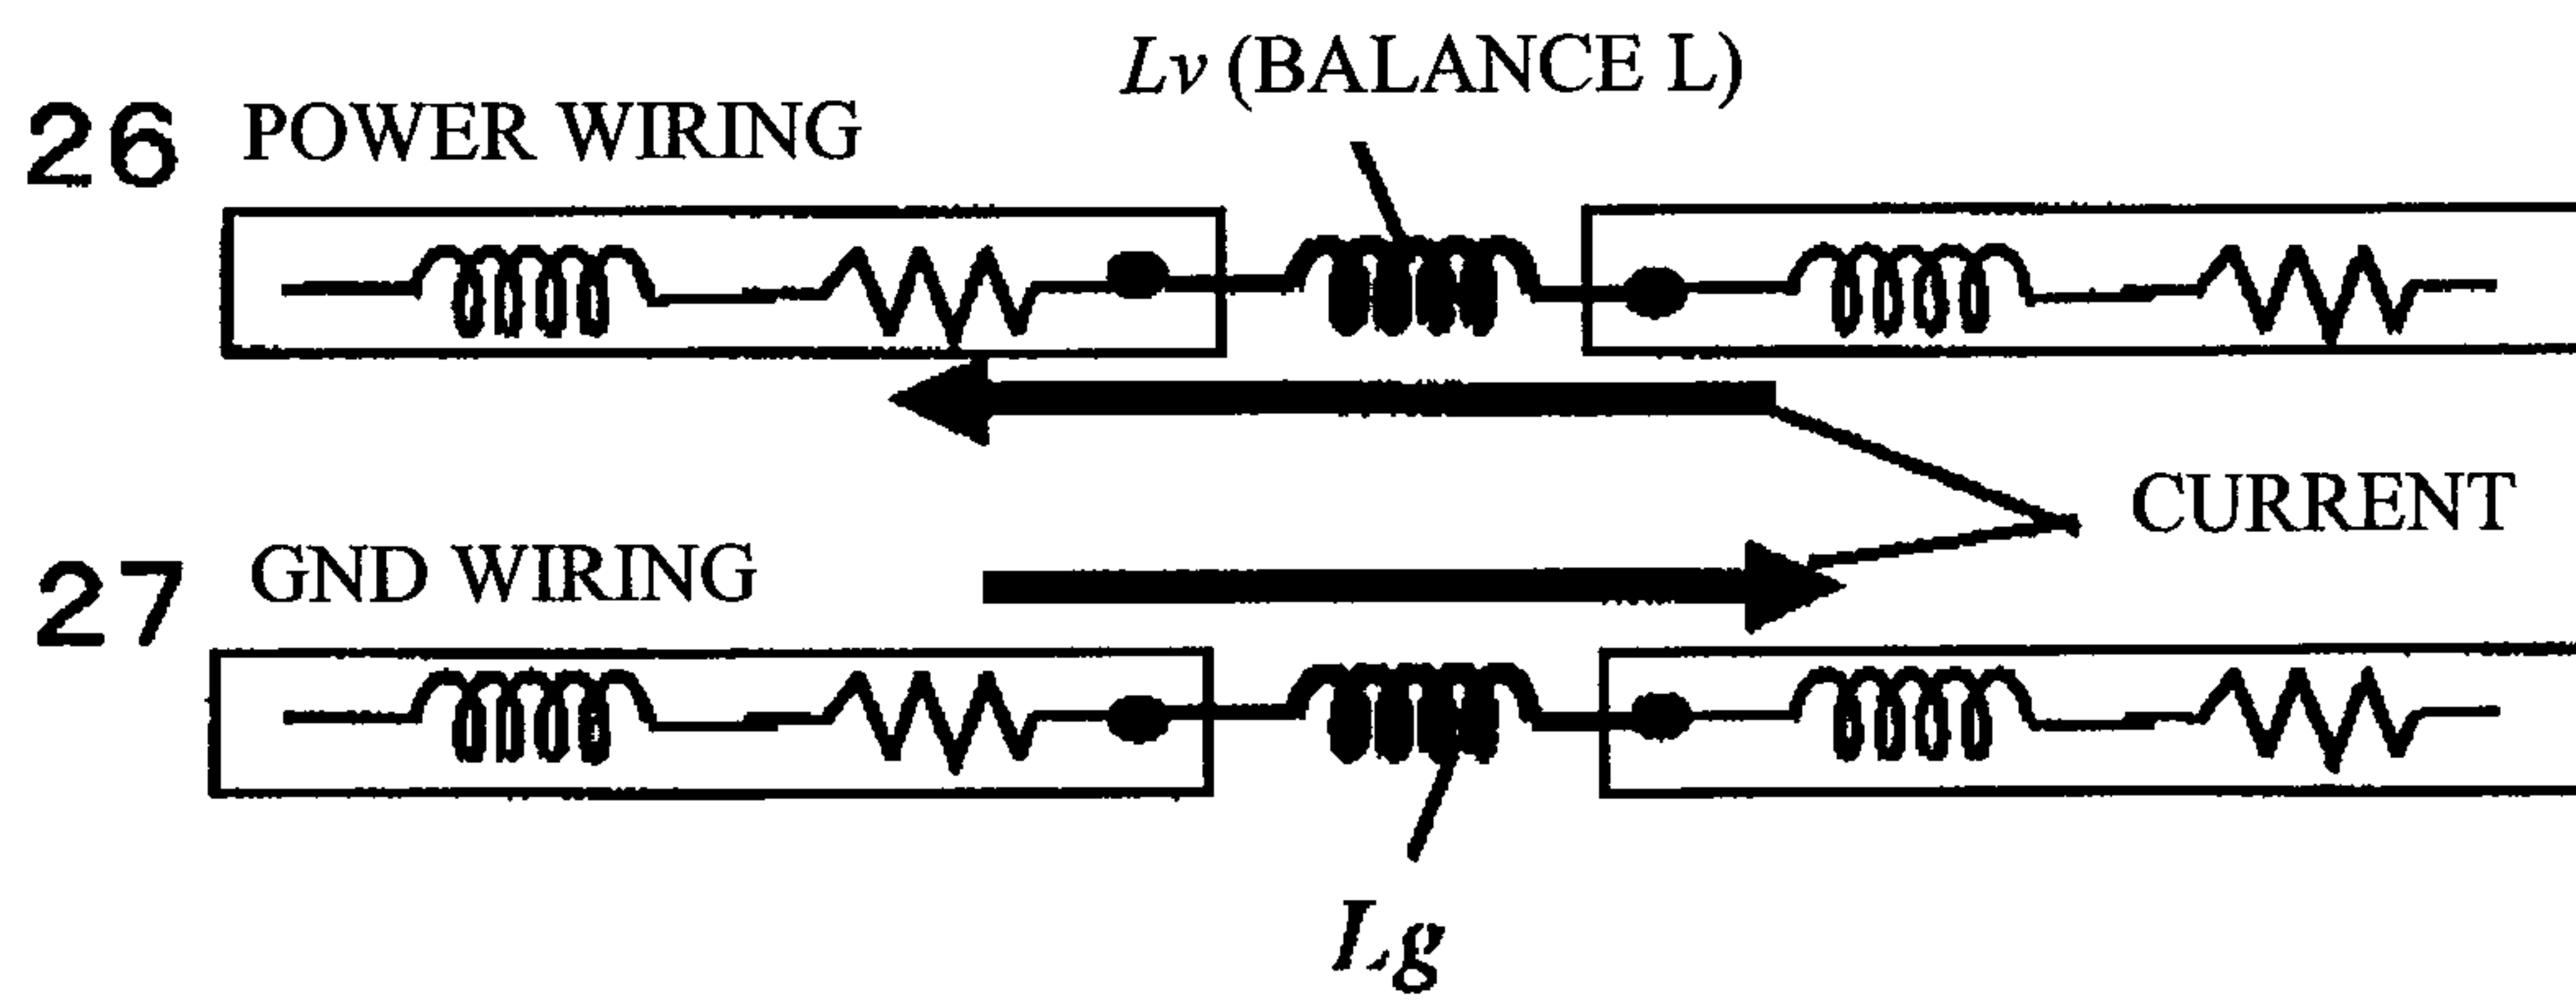 Lv (BALANCE L)
26 POWER WIRING
CURRENT
27 GND WIRING
Lg